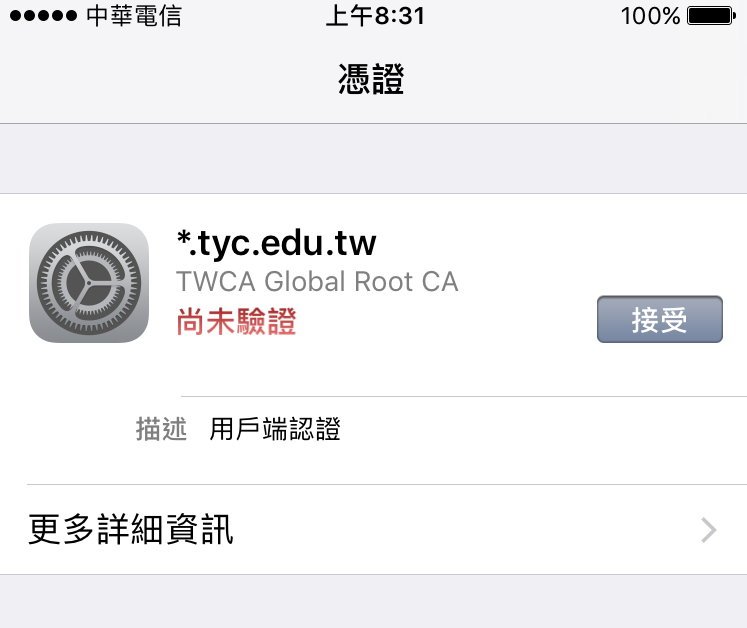 中華電信 上午8:31 100%
憑證
*.tyc.edu.tw
TWCA Global Root CA
尚未驗證
接受
描述 用戶端認證
更多詳細資訊